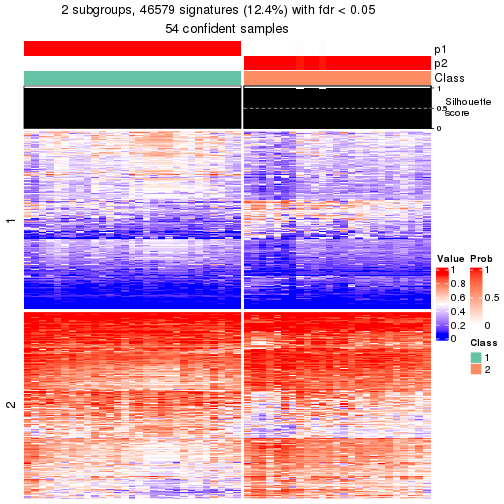 2 subgroups, 46579 signatures (12.4%) with fdr < 0.05
54 confident samples
p1
p2
Class
1
0.5
0
Silhouette
score
1
2
Value
1
0.8
0.6
0.4
0.2
0
Prob
1
0.5
0
Class
1
2